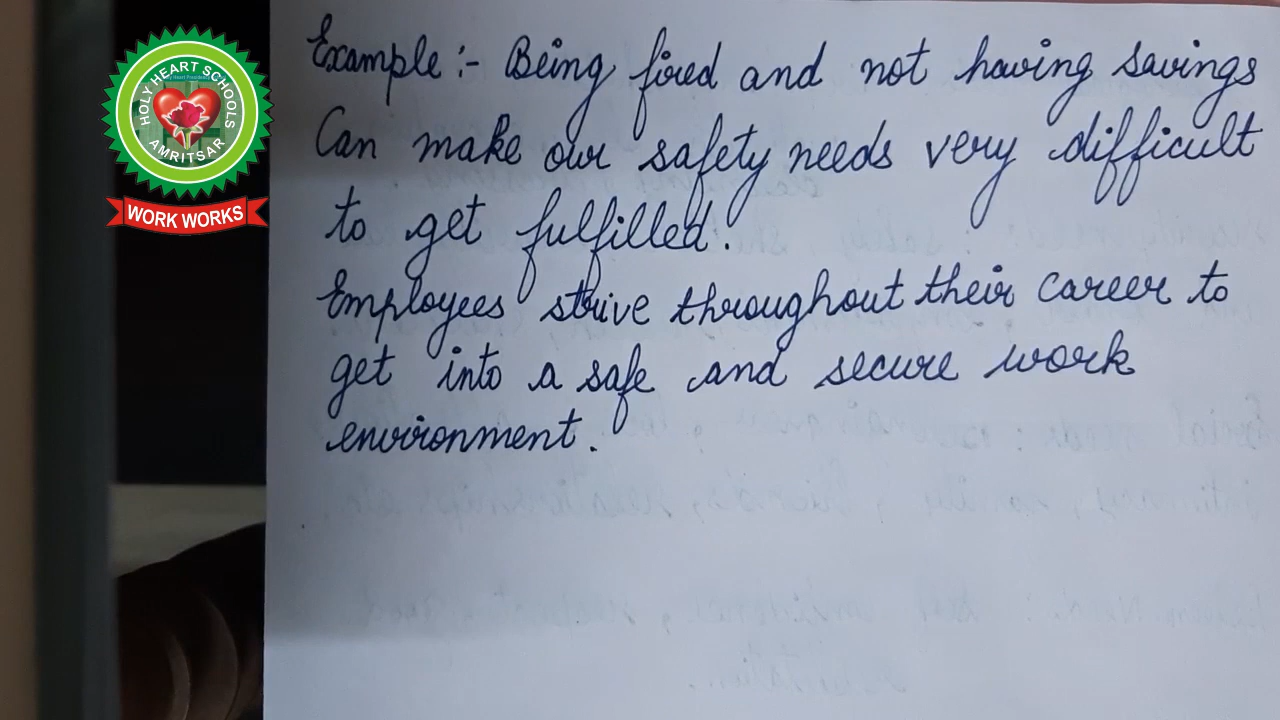 HOLY HEART SCHOOLS
AMRITSAR
WORK WORKS
Example :- Being fired and not having savings
Can make our safety needs very difficult
to get fulfilled.
Employees strive throughout their career to
get into a safe and secure work
environment.